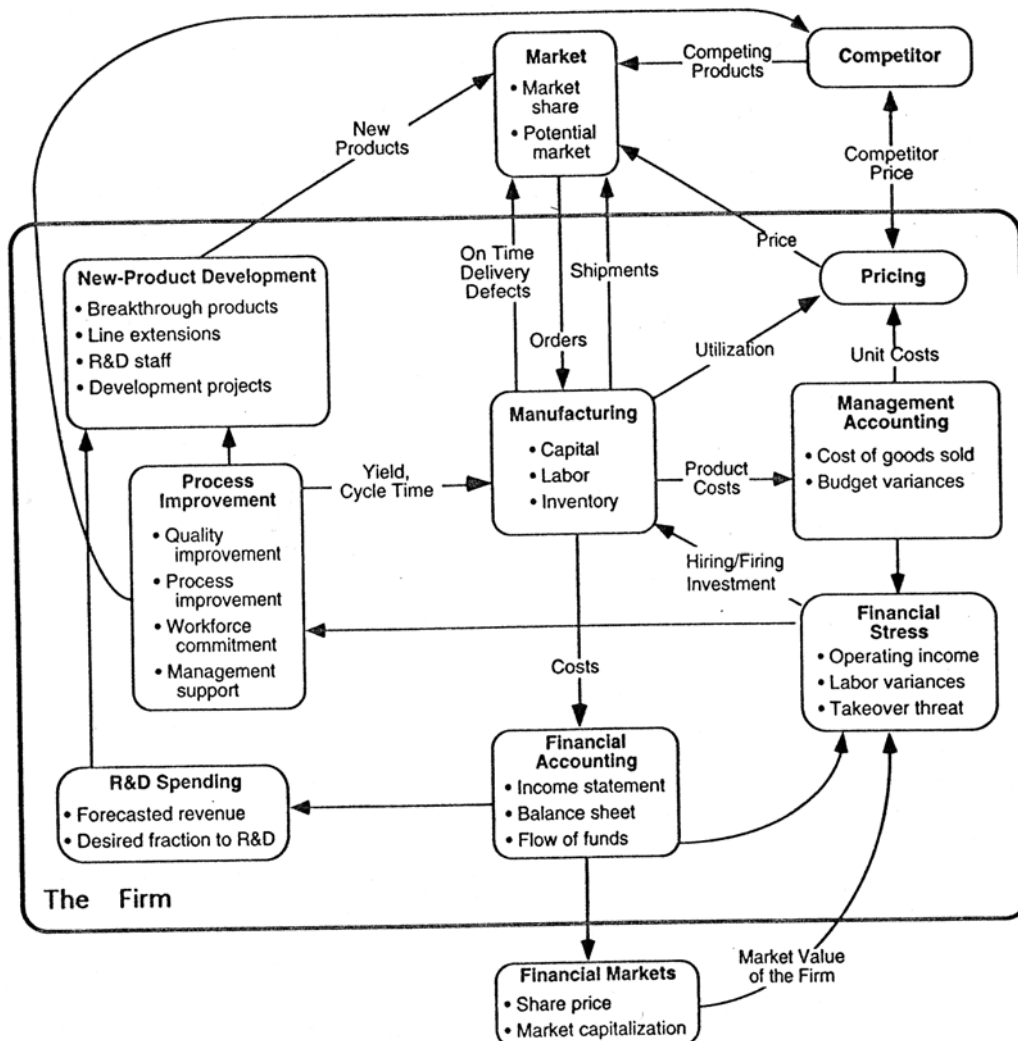 Market
• Market
share
• Potential
market
Competing
Products
Competitor
New
Products
Competitor
Price
On Time
Delivery
Defects
Shipments
Price
Pricing
New-Product Development
• Breakthrough products
• Line extensions
• R&D staff
• Development projects
Orders
Utilization
Unit Costs
Manufacturing
• Capital
• Labor
• Inventory
Management
Accounting
• Cost of goods sold
• Budget variances
Process
Improvement
• Quality
improvement
• Process
improvement
• Workforce
commitment
• Management
support
Yield,
Cycle Time
Product
Costs
Hiring/Firing
Investment
Financial
Stress
• Operating income
• Labor variances
• Takeover threat
Costs
R&D Spending
• Forecasted revenue
• Desired fraction to R&D
Financial
Accounting
• Income statement
• Balance sheet
• Flow of funds
The Firm
Financial Markets
• Share price
• Market capitalization
Market Value
of the Firm